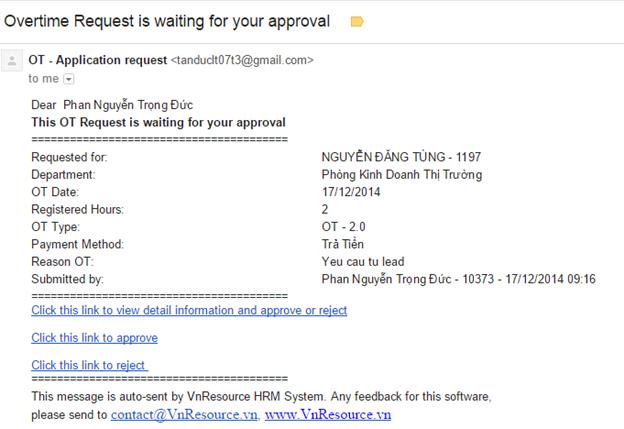 Overtime Request is waiting for your approval
OT - Application request <tanduclt07t3@gmail.com>
to me
Dear Phan Nguyễn Trọng Đức
This OT Request is waiting for your approval
=======================================
Requested for: NGUYỄN ĐĂNG TÙNG - 1197
Department: Phòng Kinh Doanh Thị Trường
OT Date: 17/12/2014
Registered Hours: 2
OT Type: OT - 2.0
Payment Method: Trả Tiền
Reason OT: Yeu cau tu lead
Submitted by: Phan Nguyễn Trọng Đức - 10373 - 17/12/2014 09:16
=======================================
Click this link to view detail information and approve or reject
Click this link to approve
Click this link to reject
=======================================
This message is auto-sent by VnResource HRM System. Any feedback for this software,
please send to contact@VnResource.vn, www.VnResource.vn